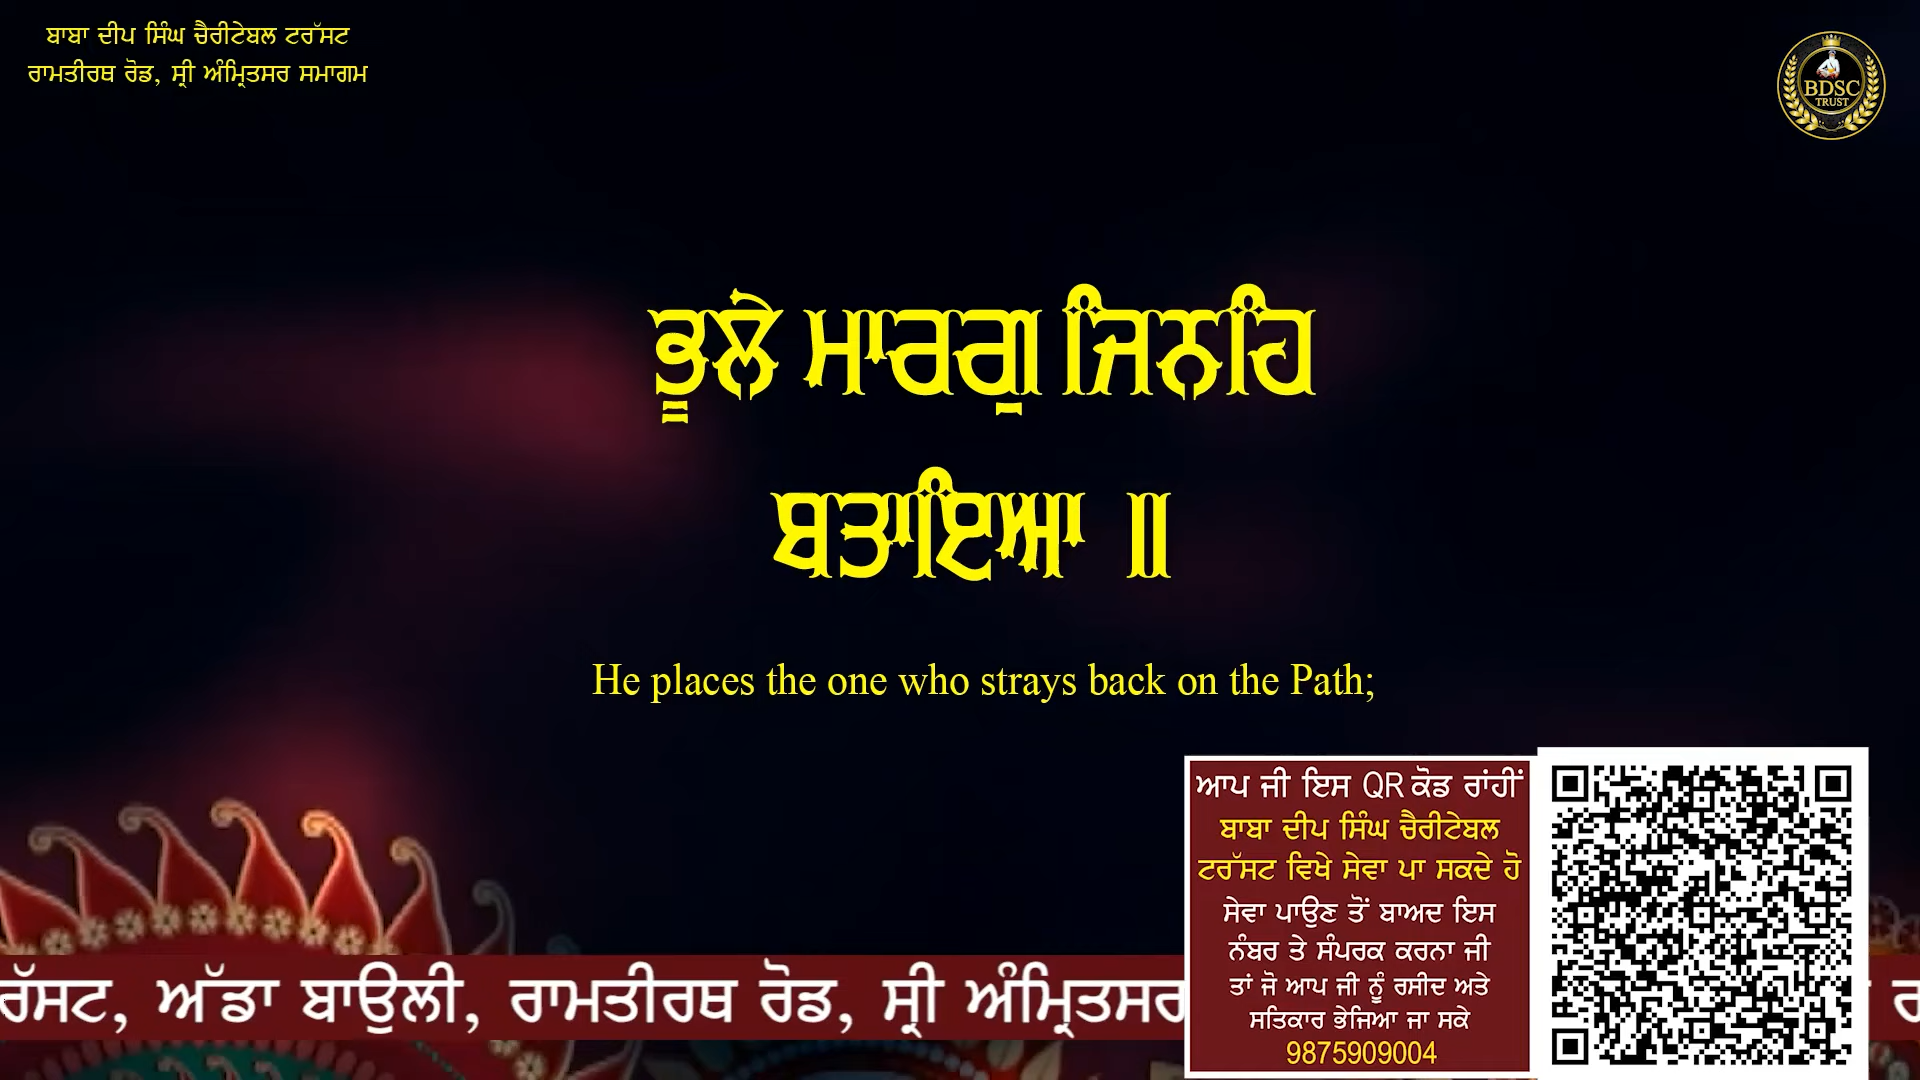 ਬਾਬਾ ਦੀਪ ਸਿੰਘ ਚੈਰੀਟੇਬਲ ਟਰੱਸਟ
ਰਾਮਤੀਰਥ ਰੋਡ, ਸ੍ਰੀ ਅੰਮ੍ਰਿਤਸਰ ਸਮਾਗਮ
BDSC
TRUST
ਭੂਲੇ ਮਾਰਗੁ ਜਿਨਹਿ
ਬਤਾਇਆ ॥
He places the one who strays back on the Path;
ਆਪ ਜੀ ਇਸ QR ਕੋਡ ਰਾਂਹੀਂ
ਬਾਬਾ ਦੀਪ ਸਿੰਘ ਚੈਰੀਟੇਬਲ
ਟਰੱਸਟ ਵਿਖੇ ਸੇਵਾ ਪਾ ਸਕਦੇ ਹੋ
ਸੇਵਾ ਪਾਉਣ ਤੋਂ ਬਾਅਦ ਇਸ
ਨੰਬਰ ਤੇ ਸੰਪਰਕ ਕਰਨਾ ਜੀ
ਤਾਂ ਜੋ ਆਪ ਜੀ ਨੂੰ ਰਸੀਦ ਅਤੇ
ਸਤਿਕਾਰ ਭੇਜਿਆ ਜਾ ਸਕੇ
9875909004
ਰੱਸਟ, ਅੱਡਾ ਬਾਉਲੀ, ਰਾਮਤੀਰਥ ਰੋਡ, ਸ੍ਰੀ ਅੰਮ੍ਰਿਤਸਰ